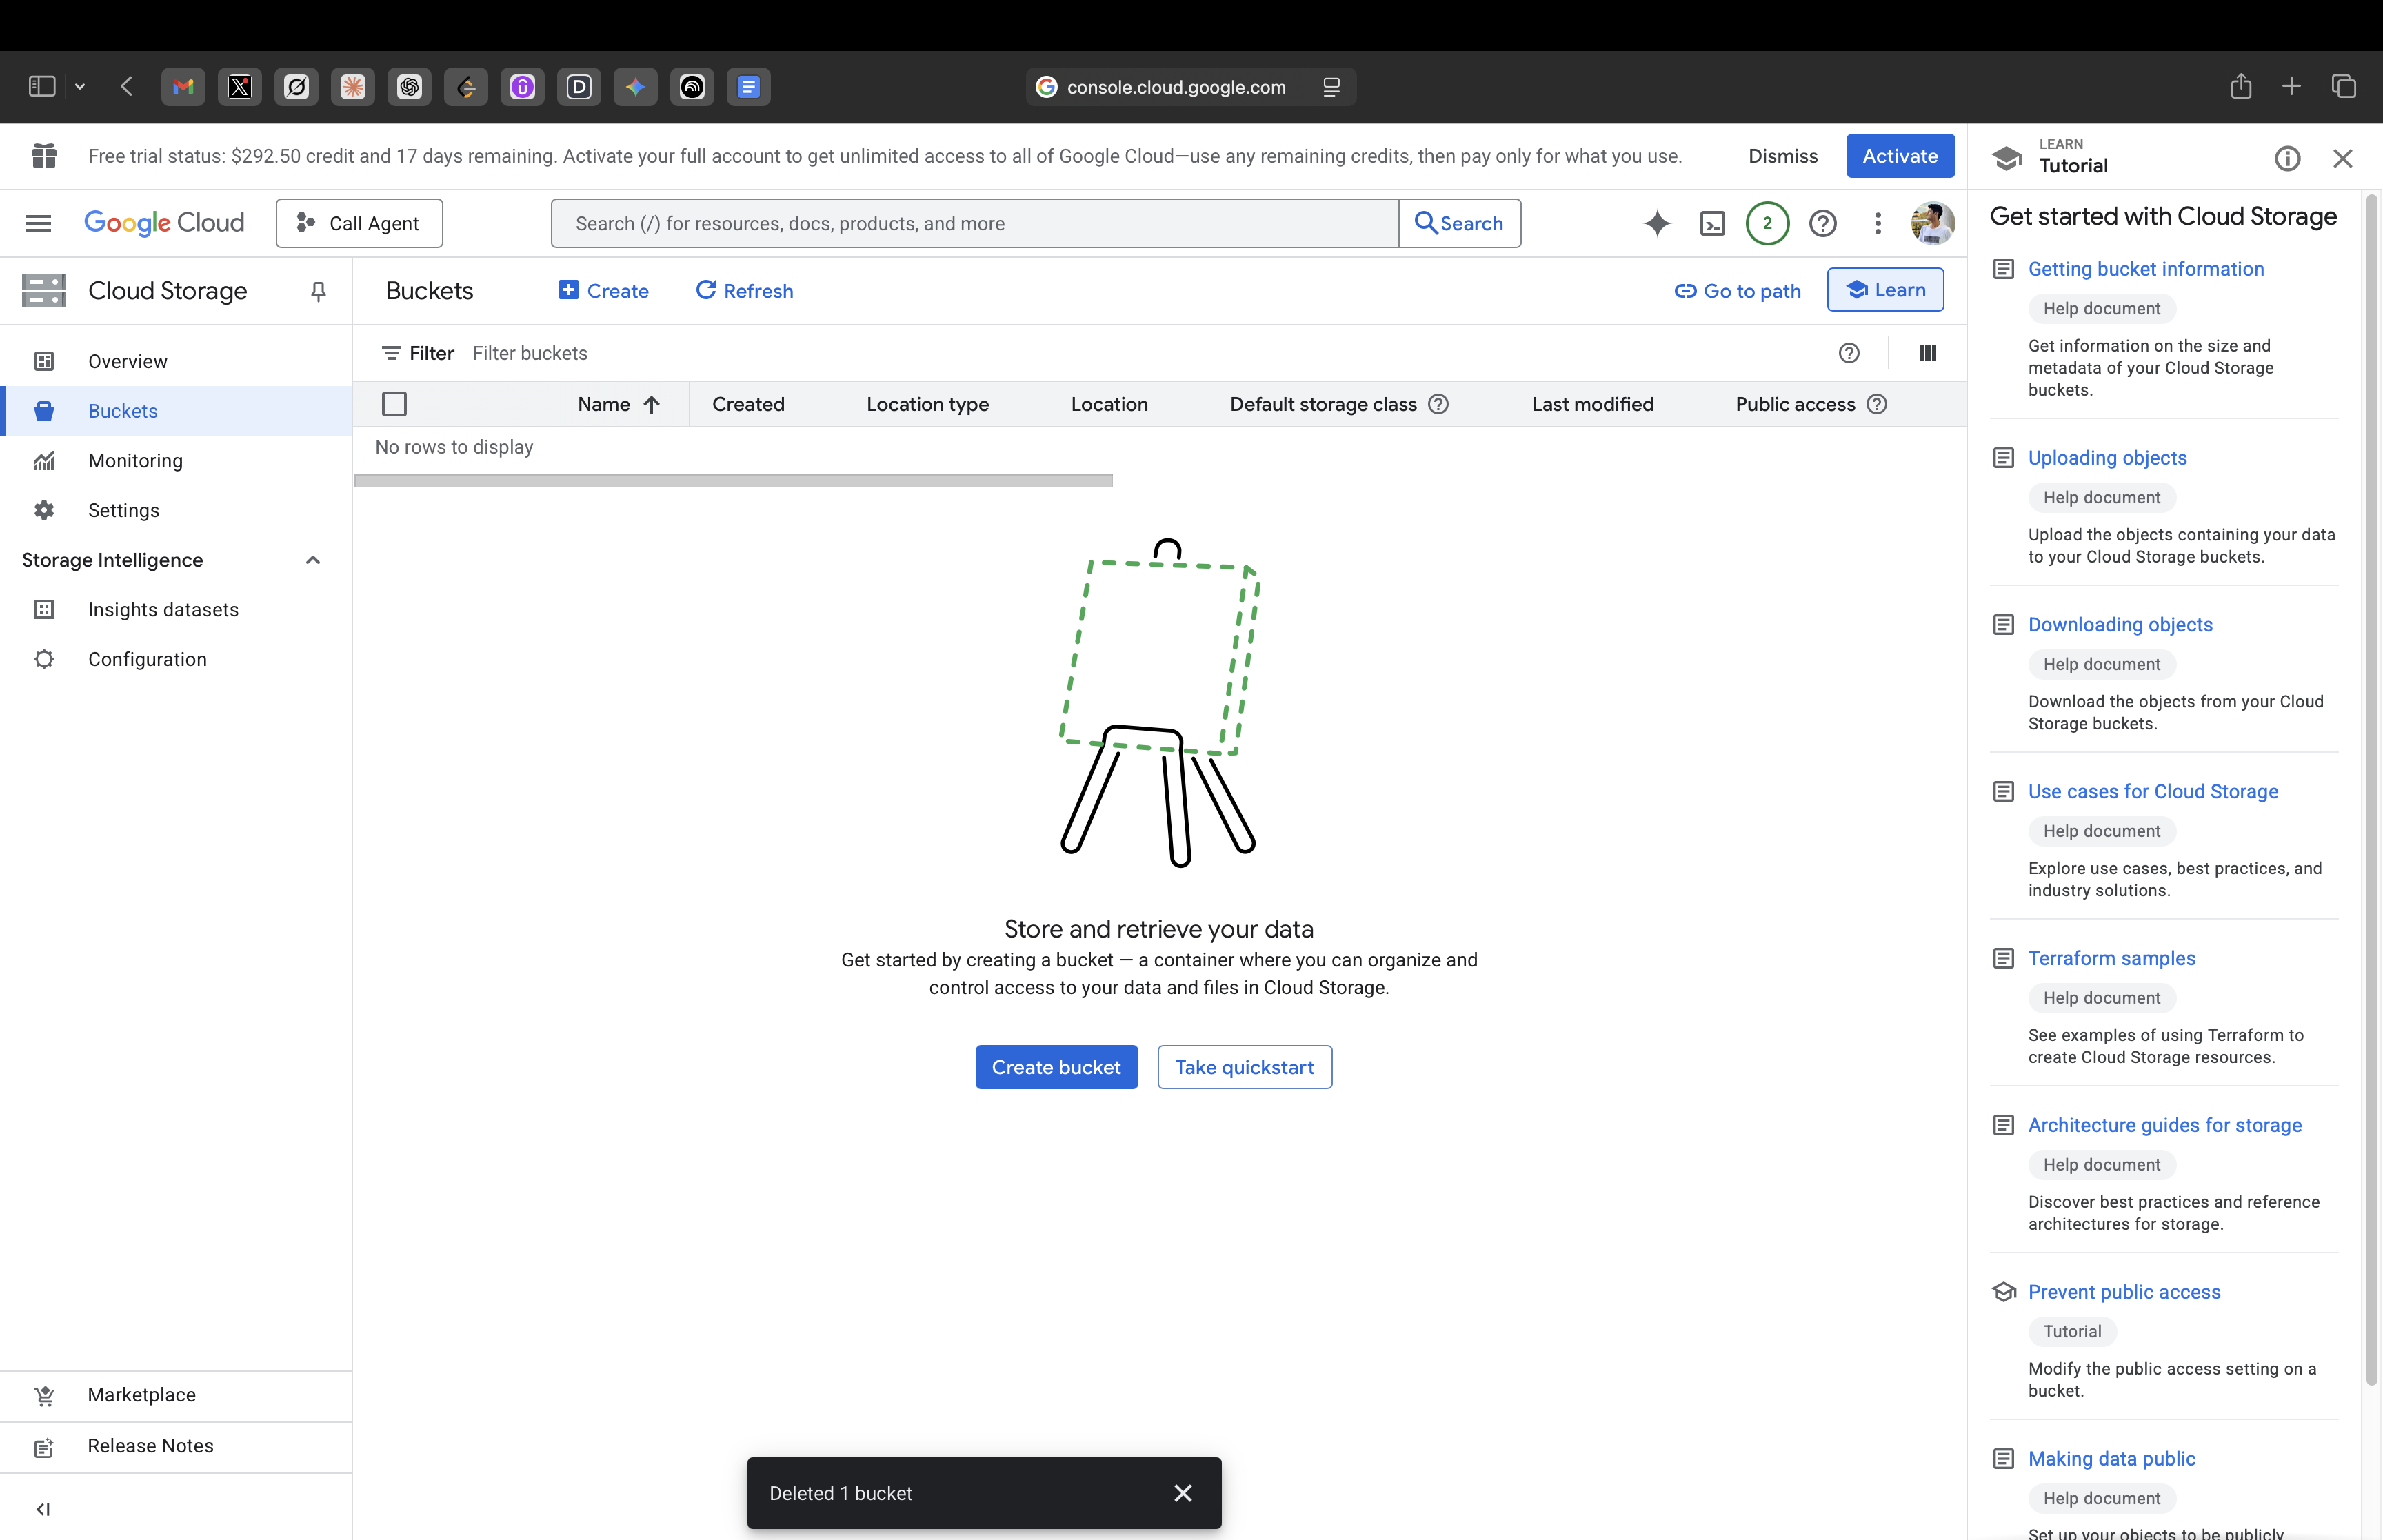 console.cloud.google.com
Free trial status: $292.50 credit and 17 days remaining. Activate your full account to get unlimited access to all of Google Cloud—use any remaining credits, then pay only for what you use.
Dismiss
Activate
LEARN
Tutorial
Google Cloud
Call Agent
Search (/) for resources, docs, products, and more
Search
2
Cloud Storage
Overview
Buckets
Monitoring
Settings
Storage Intelligence
Insights datasets
Configuration
Marketplace
Release Notes
Buckets
Create
Refresh
Go to path
Learn
Filter
Filter buckets
Name
Created
Location type
Location
Default storage class
Last modified
Public access
No rows to display
Store and retrieve your data
Get started by creating a bucket — a container where you can organize and
control access to your data and files in Cloud Storage.
Create bucket
Take quickstart
Deleted 1 bucket
Get started with Cloud Storage
Getting bucket information
Help document
Get information on the size and
metadata of your Cloud Storage
buckets.
Uploading objects
Help document
Upload the objects containing your data
to your Cloud Storage buckets.
Downloading objects
Help document
Download the objects from your Cloud
Storage buckets.
Use cases for Cloud Storage
Help document
Explore use cases, best practices, and
industry solutions.
Terraform samples
Help document
See examples of using Terraform to
create Cloud Storage resources.
Architecture guides for storage
Help document
Discover best practices and reference
architectures for storage.
Prevent public access
Tutorial
Modify the public access setting on a
bucket.
Making data public
Help document
Set up your objects to be publicly